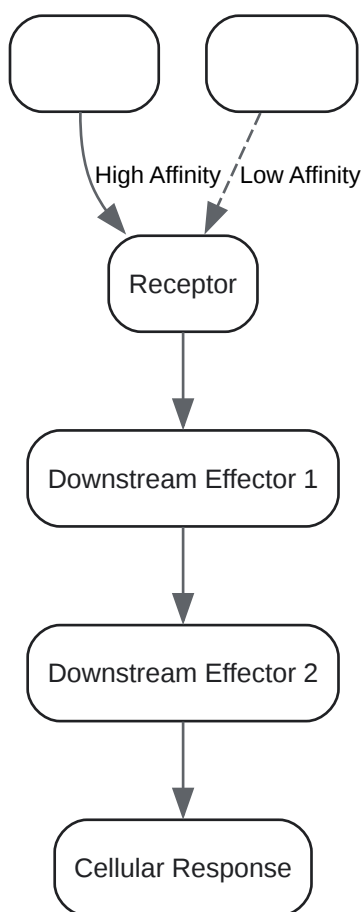 High Affinity
Low Affinity
Receptor
Downstream Effector 1
Downstream Effector 2
Cellular Response